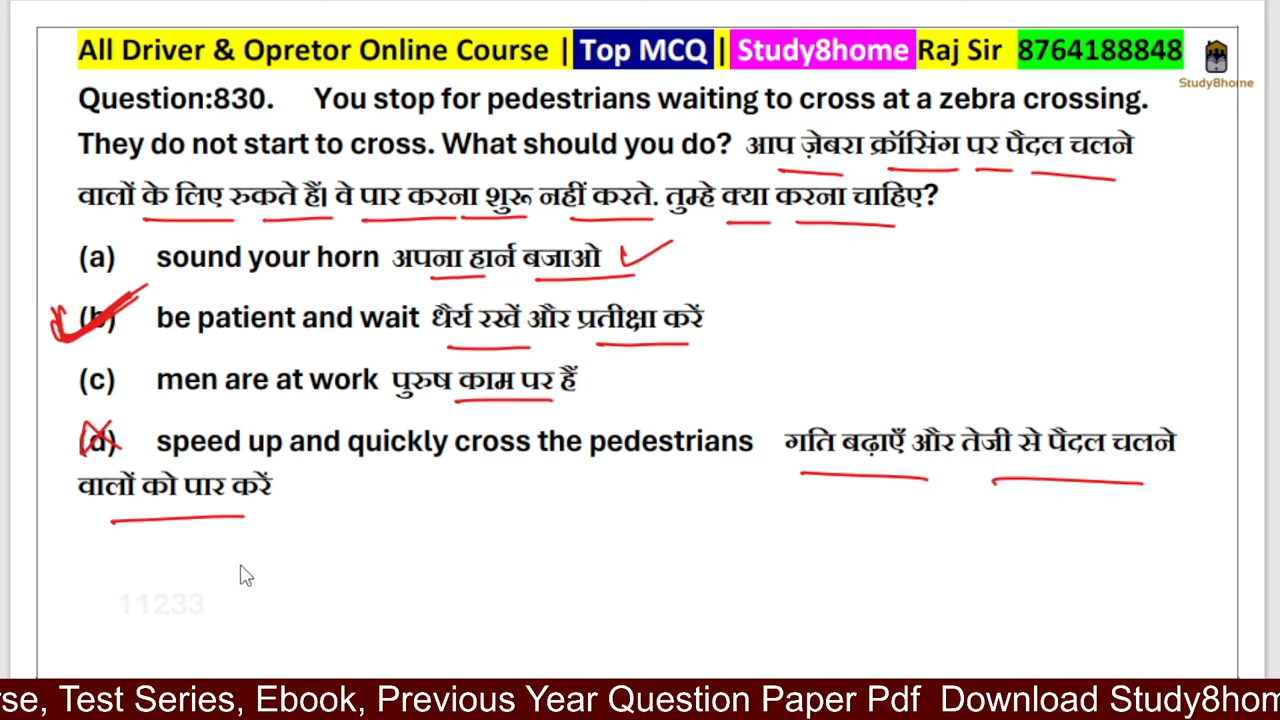 All Driver & Opretor Online Course | Top MCQ | Study8home Raj Sir 8764188848
Study8home
Question:830. You stop for pedestrians waiting to cross at a zebra crossing.
They do not start to cross. What should you do? आप ज़ेबरा क्रॉसिंग पर पैदल चलने
वालों के लिए रुकते हैं। वे पार करना शुरू नहीं करते. तुम्हे क्या करना चाहिए?
(a) sound your horn अपना हार्न बजाओ
(b) be patient and wait धैर्य रखें और प्रतीक्षा करें
(c) men are at work पुरुष काम पर हैं
(d) speed up and quickly cross the pedestrians गति बढ़ाएँ और तेजी से पैदल चलने
वालों को पार करें
11233
rse, Test Series, Ebook, Previous Year Question Paper Pdf Download Study8hom